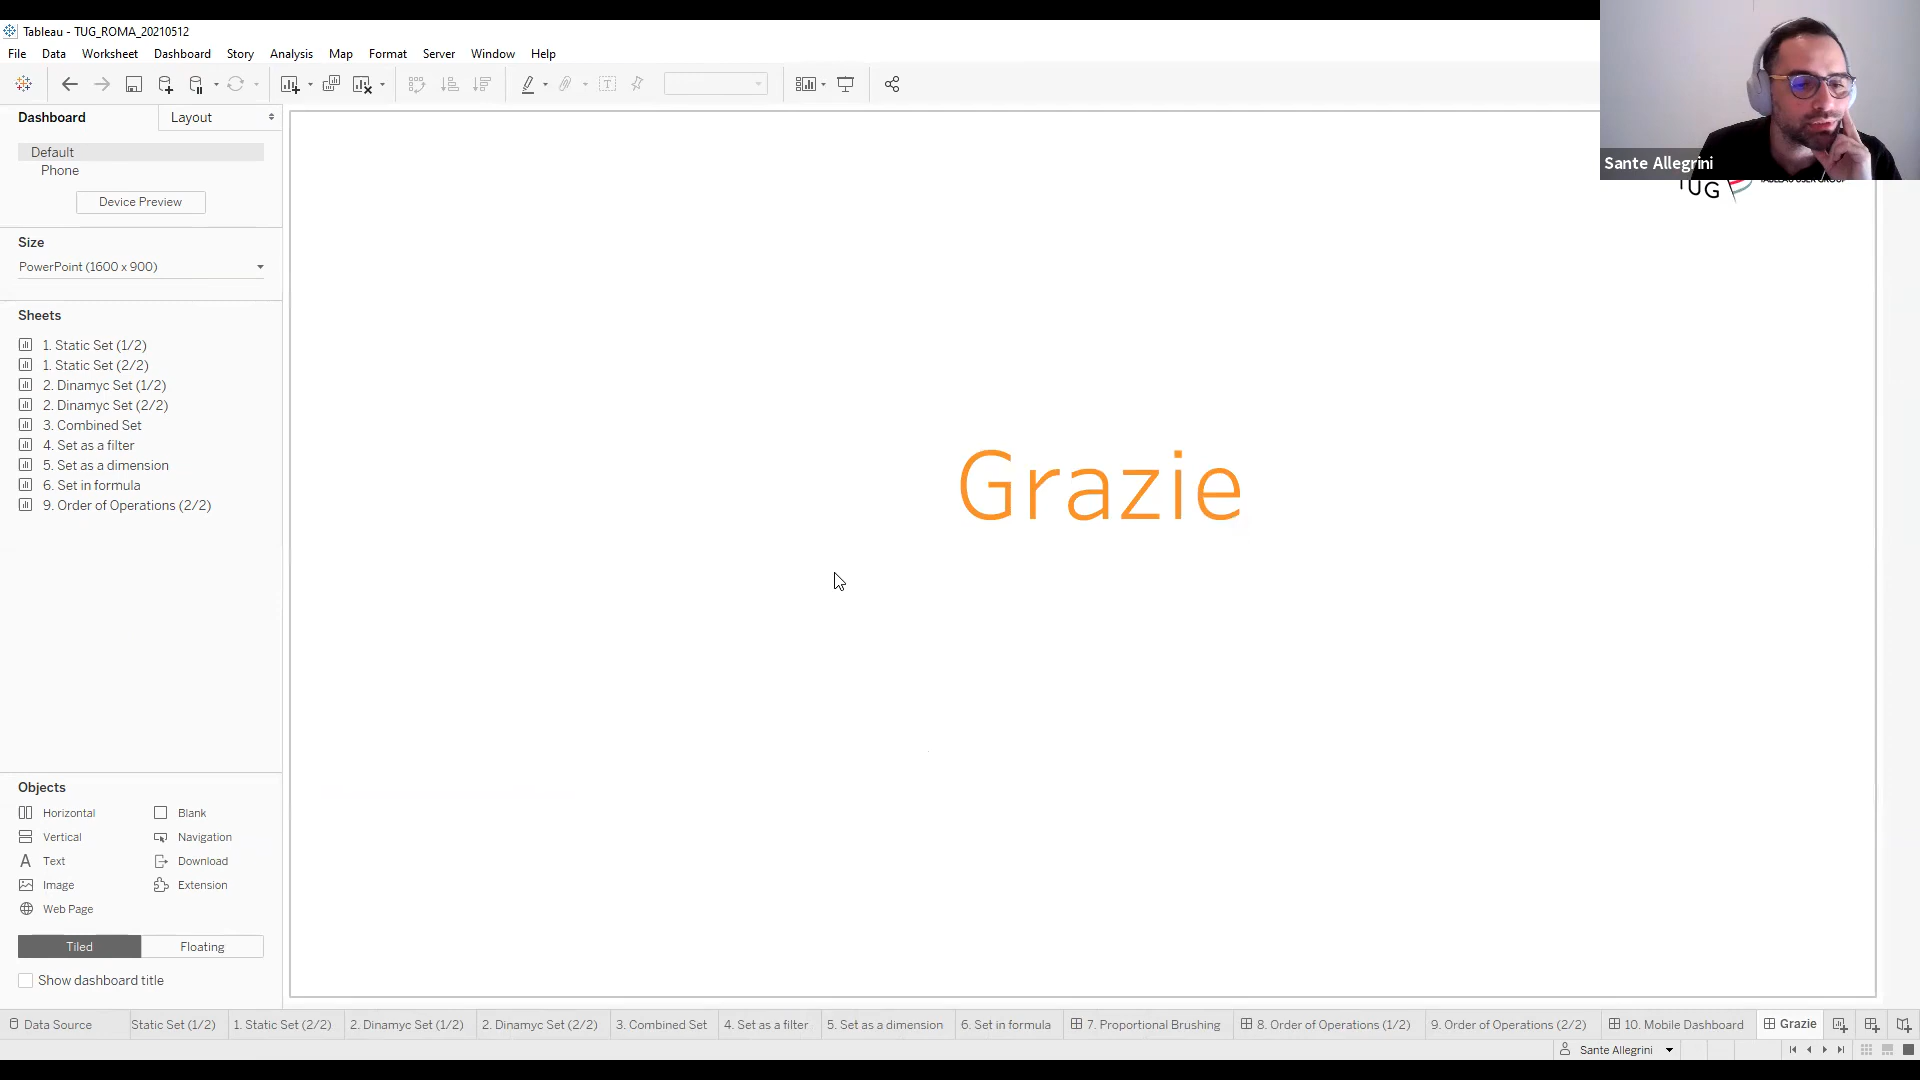 Tableau - TUG_ROMA_20210512
File Data Worksheet Dashboard Story Analysis Map Format Server Window Help
Dashboard Layout
Default
Phone
Device Preview
Size
PowerPoint (1600 x 900)
Sheets
1. Static Set (1/2)
1. Static Set (2/2)
2. Dinamyc Set (1/2)
2. Dinamyc Set (2/2)
3. Combined Set
4. Set as a filter
5. Set as a dimension
6. Set in formula
9. Order of Operations (2/2)
Objects
Horizontal Blank
Vertical Navigation
Text Download
Image Extension
Web Page
Tiled Floating
Show dashboard title
Grazie
Sante Allegrini
TUG
Data Source Static Set (1/2) 1. Static Set (2/2) 2. Dinamyc Set (1/2) 2. Dinamyc Set (2/2) 3. Combined Set 4. Set as a filter 5. Set as a dimension 6. Set in formula 7. Proportional Brushing 8. Order of Operations (1/2) 9. Order of Operations (2/2) 10. Mobile Dashboard Grazie
Sante Allegrini